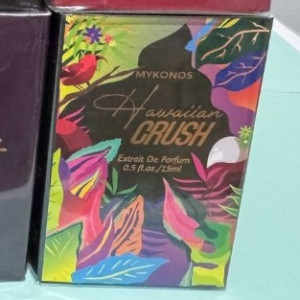 MYKONOS
Hawaiian
CRUSH
Extrait De Parfum
0.5 fl.oz./15ml